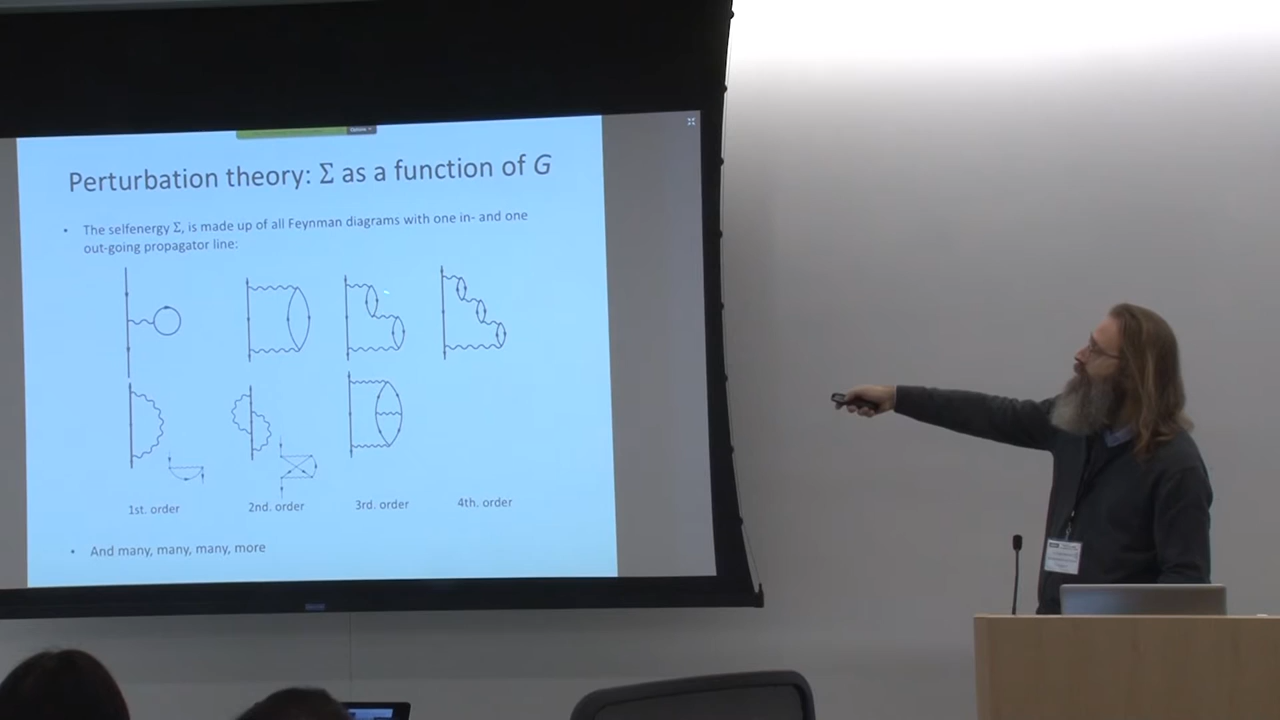 Perturbation theory: Σ as a function of G
• The selfenergy Σ, is made up of all Feynman diagrams with one in- and one
out-going propagator line:
1st. order 2nd. order 3rd. order 4th. order
• And many, many, many, more